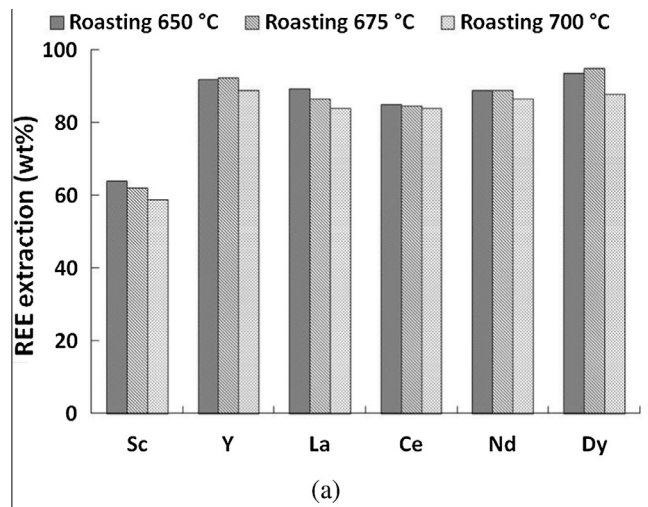 Roasting 650 °C Roasting 675 °C Roasting 700 °C
REE extraction (wt%)
100
80
60
40
20
0
Sc Y La Ce Nd Dy
(a)